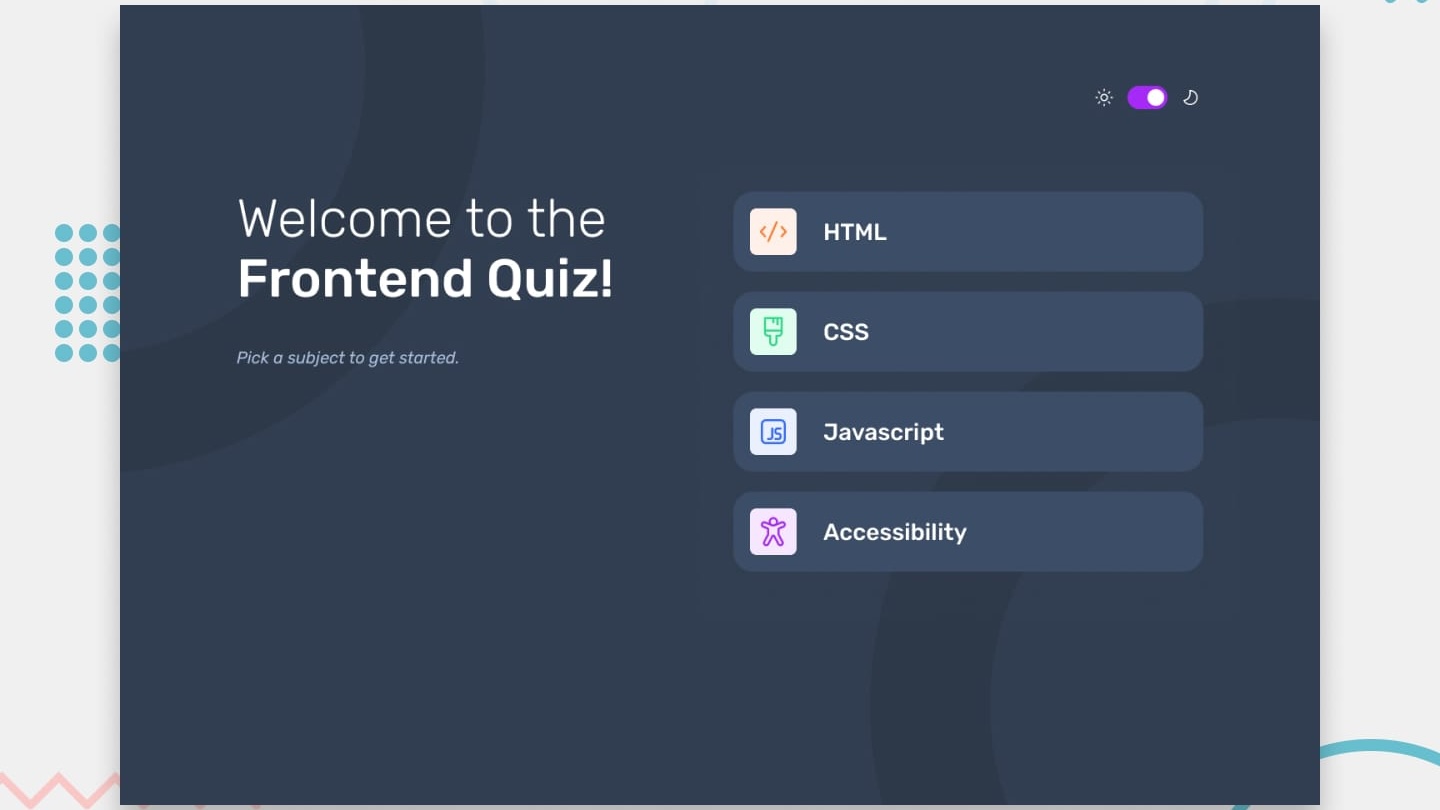 Welcome to the
Frontend Quiz!
Pick a subject to get started.
</> HTML
CSS
JS Javascript
Accessibility